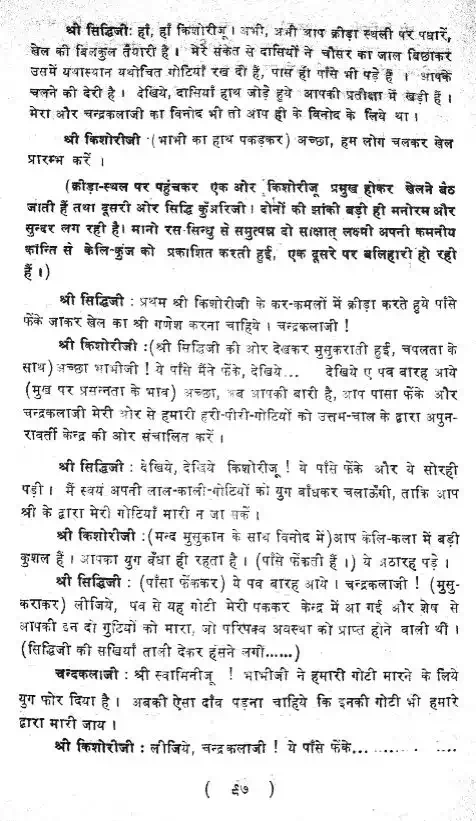 श्री सिद्धिजीः हाँ, हाँ किशोरीजू। अभी, अभी आप क्रीड़ा स्थली पर पधारें,
खेल की बिलकुल तैयारी है। मेरे संकेत से दासियों ने चौसर का जाल बिछाकर
उसमें यथास्थान यथोचित गोटियाँ रख दी हैं, पास ही पाँसे भी पड़े हैं। आपके
चलने की देरी है। देखिये, दासियाँ हाथ जोड़े हुये आपकी प्रतीक्षा में खड़ी हैं।
मेरा और चन्द्रकलाजी का विनोद भी तो आप ही के विनोद के लिये था।
श्री किशोरीजी : (भाभी का हाथ पकड़कर) अच्छा, हम लोग चलकर खेल
प्रारम्भ करें।
(क्रीड़ा-स्थल पर पहुंचकर एक ओर किशोरीजू प्रमुख होकर खेलने बैठ
जाती हैं तथा दूसरी ओर सिद्धि कुँअरिजी। दोनों की झांकी बड़ी ही मनोरम और
सुन्दर लग रही है। मानो रस-सिन्धु से समुत्पन्न दो साक्षात् लक्ष्मी अपनी कमनीय
कान्ति से केलि-कुंज को प्रकाशित करती हुई, एक दूसरे पर बलिहारी हो रही
हैं।)
श्री सिद्धिजी : प्रथम श्री किशोरीजी के कर-कमलों में क्रीड़ा करते हुये पाँसे
फेंके जाकर खेल का श्री गणेश करना चाहिये। चन्द्रकलाजी !
श्री किशोरीजी : (श्री सिद्धिजी की ओर देखकर मुसुकराती हुई, चपलता के
साथ) अच्छा भाभीजी ! ये पाँसे मैंने फेंके, देखिये... देखिये ए पव बारह आये
(मुख पर प्रसन्नता के भाव) अच्छा, अब आपकी बारी है, आप पासा फेंके और
चन्द्रकलाजी मेरी ओर से हमारी हरी-पीरी-गोटियों को उत्तम-चाल के द्वारा अपुन-
रावर्ती केन्द्र की ओर संचालित करें।
श्री सिद्धिजी : देखिये, देखिये किशोरीजू ! ये पाँसे फेंके और ये सोरही
पड़ी। मैं स्वयं अपनी लाल-काली-गोटियों को युग बाँधकर चलाऊँगी, ताकि आप
श्री के द्वारा मेरी गोटियाँ मारी न जा सकें।
श्री किशोरीजी : (मन्द मुसुकान के साथ विनोद में) आप केलि-कला में बड़ी
कुशल हैं। आपका युग बँधा ही रहता है। (पाँसे फेंकती हैं।) ये अठारह पड़े।
श्री सिद्धिजी : (पाँसा फेंककर) ये पव बारह आये। चन्द्रकलाजी ! (मुसु-
कराकर) लीजिये, पव से यह गोटी मेरी पककर केन्द्र में आ गई और शेष से
आपकी इन दो गुटियों को मारा, जो परिपक्व अवस्था को प्राप्त होने वाली थी।
(सिद्धिजी की सखियाँ ताली देकर हंसने लगीं......)
चन्द्रकलाजी : श्री स्वामिनीजू ! भाभीजी ने हमारी गोटी मारने के लिये
युग फोर दिया है। अबकी ऐसा दाँव पड़ना चाहिये कि इनकी गोटी भी हमारे
द्वारा मारी जाय।
श्री किशोरीजी : लीजिये, चन्द्रकलाजी ! ये पाँसे फेंके... .......... ....
( ६७ )